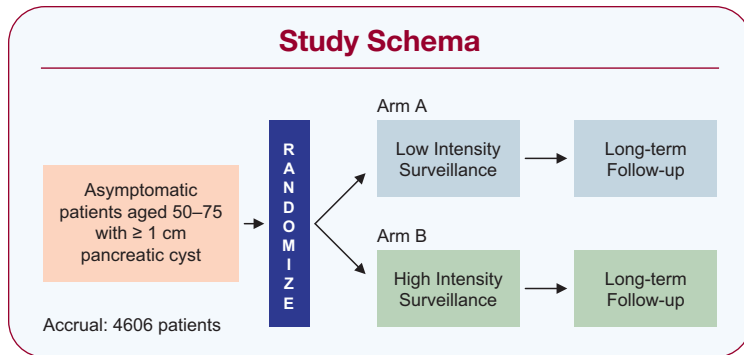 Study Schema
Asymptomatic
patients aged 50–75
with ≥ 1 cm
pancreatic cyst
Accrual: 4606 patients
RANDOMIZE
Arm A
Low Intensity
Surveillance
Long-term
Follow-up
Arm B
High Intensity
Surveillance
Long-term
Follow-up